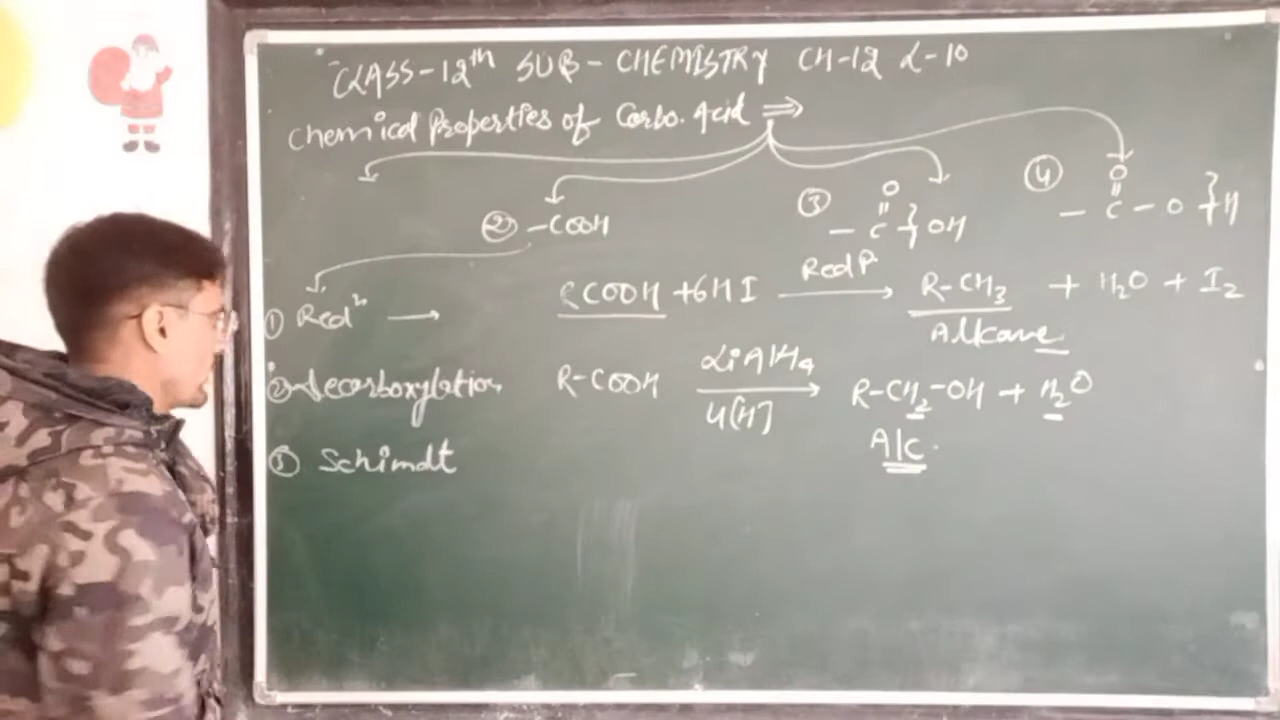 CLASS-12th SUB-CHEMISTRY CH-12 L-10
Chemical Properties of Carbo. Acid ⇒
② -COOH
③ O
‖
- C }OH
④ O
‖
- C - O }H
① Redⁿ →
RCOOH + 6HI Red P → R-CH₃ + H₂O + I₂
Alkane
② decarboxylation
R-COOH LiAlH₄ → 4[H] R-CH₂-OH + H₂O
Alc.
③ Schimdt